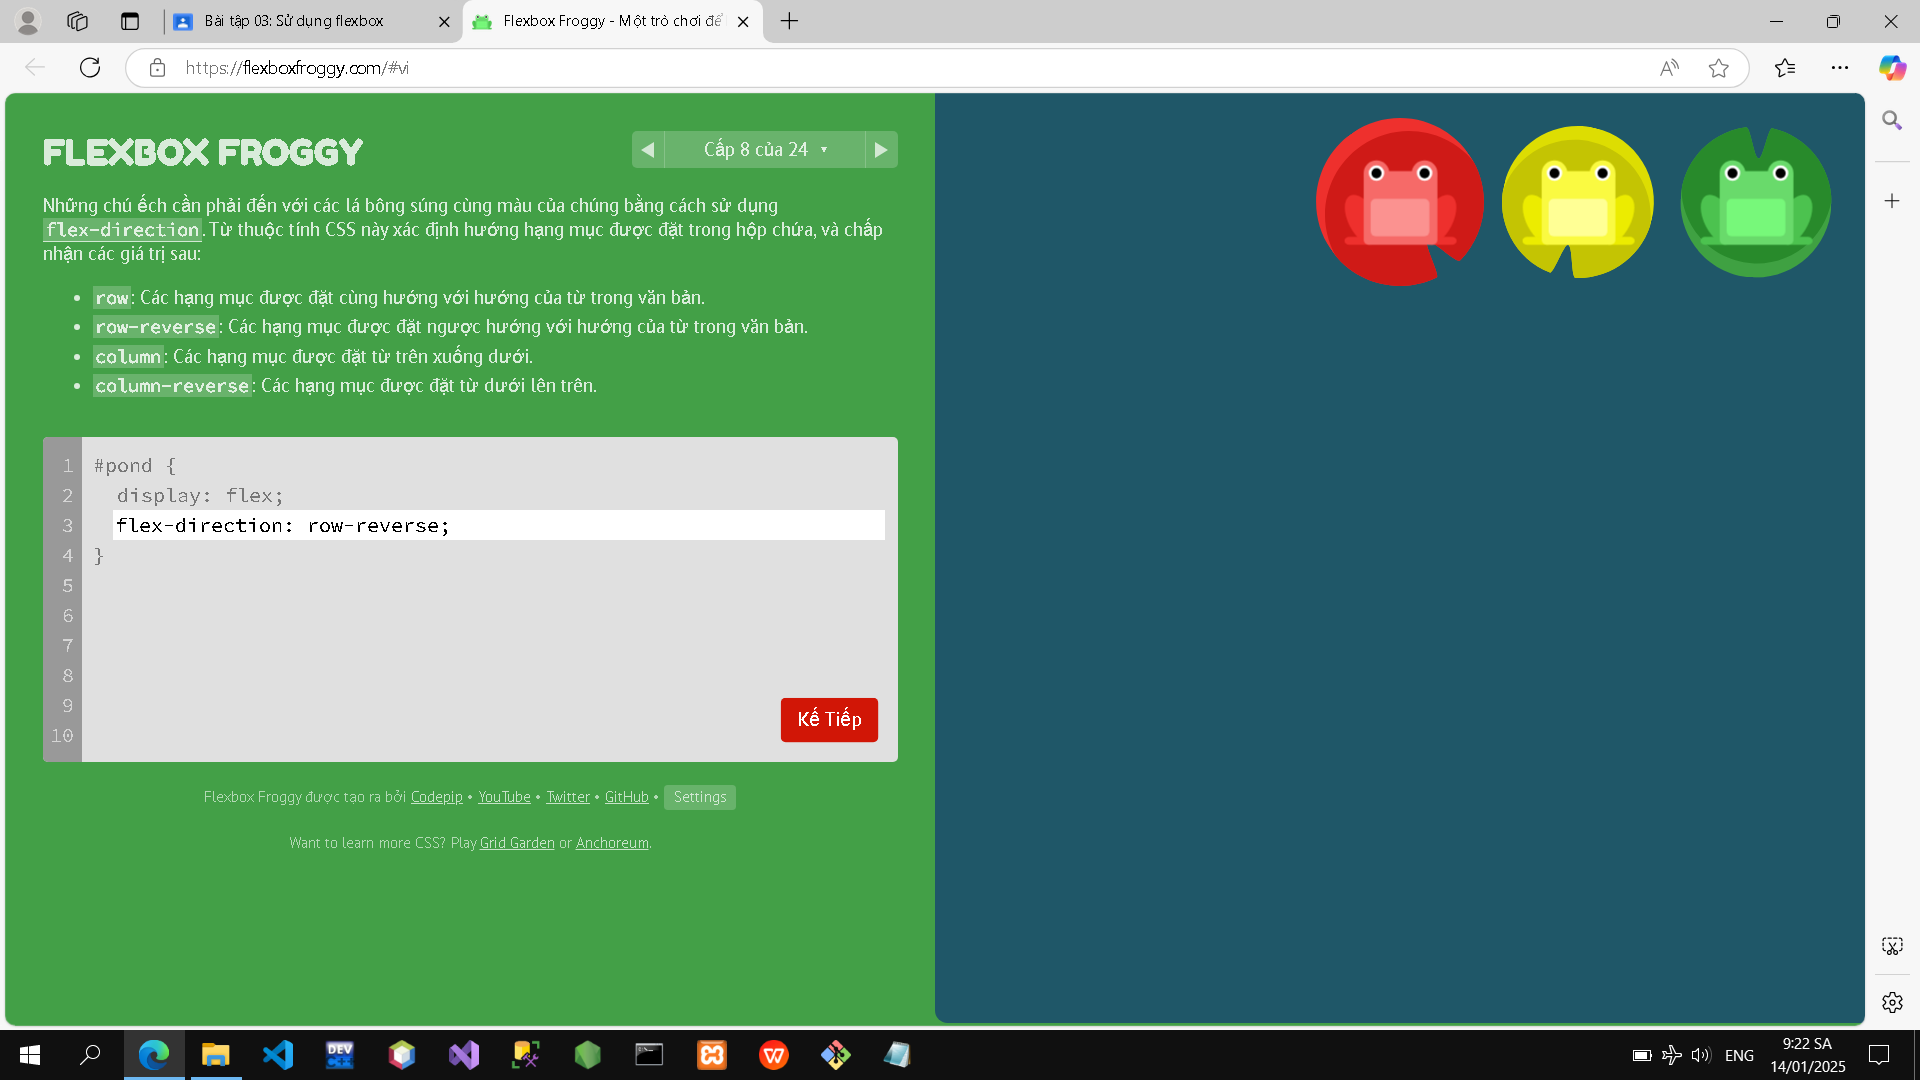 Bài tập 03: Sử dụng flexbox
Flexbox Froggy - Một trò chơi để
https://flexboxfroggy.com/#vi
FLEXBOX FROGGY
Cấp 8 của 24 ▾
Những chú ếch cần phải đến với các lá bông súng cùng màu của chúng bằng cách sử dụng
flex-direction. Từ thuộc tính CSS này xác định hướng hạng mục được đặt trong hộp chứa, và chấp
nhận các giá trị sau:
• row: Các hạng mục được đặt cùng hướng với hướng của từ trong văn bản.
• row-reverse: Các hạng mục được đặt ngược hướng với hướng của từ trong văn bản.
• column: Các hạng mục được đặt từ trên xuống dưới.
• column-reverse: Các hạng mục được đặt từ dưới lên trên.
1 #pond {
2 display: flex;
3 flex-direction: row-reverse;
4 }
5
6
7
8
9
10
Kế Tiếp
Flexbox Froggy được tạo ra bởi Codepip • YouTube • Twitter • GitHub • Settings
Want to learn more CSS? Play Grid Garden or Anchoreum.
DEV
C++
W
ENG
9:22 SA
14/01/2025